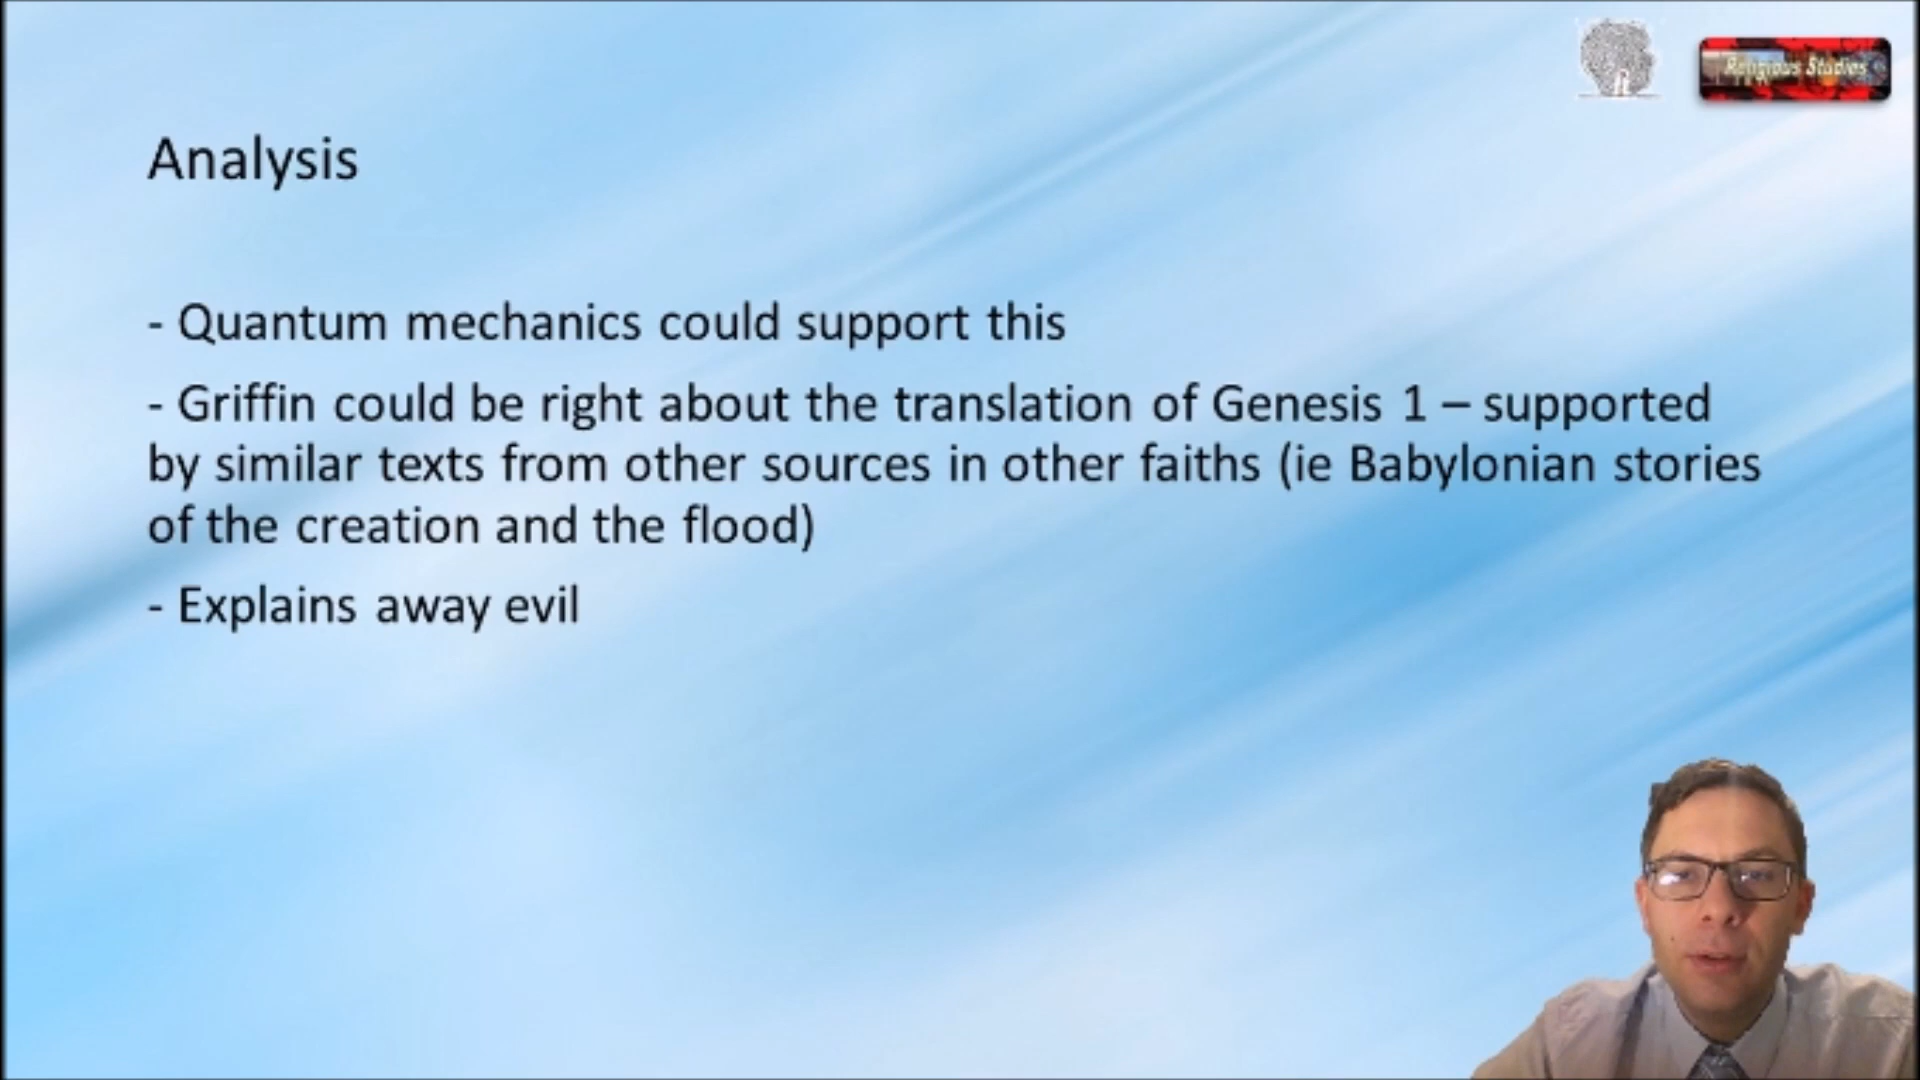 Religious Studies
Analysis
- Quantum mechanics could support this
- Griffin could be right about the translation of Genesis 1 – supported
by similar texts from other sources in other faiths (ie Babylonian stories
of the creation and the flood)
- Explains away evil